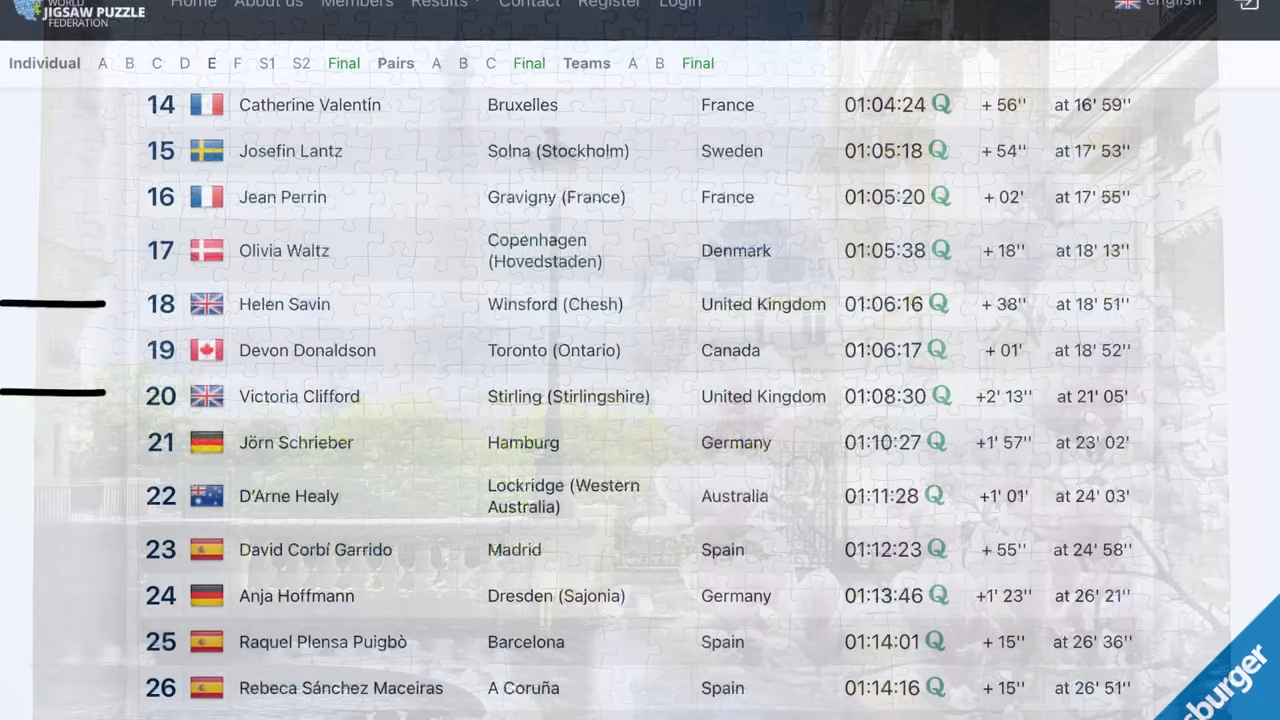 WORLD
JIGSAW PUZZLE
FEDERATION
Home About us Members Results Contact Register Login english
Individual A B C D E F S1 S2 Final Pairs A B C Final Teams A B Final
14 Catherine Valentín Bruxelles France 01:04:24 Q + 56'' at 16' 59''
15 Josefin Lantz Solna (Stockholm) Sweden 01:05:18 Q + 54'' at 17' 53''
16 Jean Perrin Gravigny (France) France 01:05:20 Q + 02' at 17' 55''
17 Olivia Waltz Copenhagen (Hovedstaden) Denmark 01:05:38 Q + 18'' at 18' 13''
18 Helen Savin Winsford (Chesh) United Kingdom 01:06:16 Q + 38'' at 18' 51''
19 Devon Donaldson Toronto (Ontario) Canada 01:06:17 Q + 01' at 18' 52''
20 Victoria Clifford Stirling (Stirlingshire) United Kingdom 01:08:30 Q +2' 13'' at 21' 05'
21 Jörn Schrieber Hamburg Germany 01:10:27 Q +1' 57'' at 23' 02'
22 D'Arne Healy Lockridge (Western Australia) Australia 01:11:28 Q +1' 01' at 24' 03'
23 David Corbí Garrido Madrid Spain 01:12:23 Q + 55'' at 24' 58''
24 Anja Hoffmann Dresden (Sajonia) Germany 01:13:46 Q +1' 23'' at 26' 21'
25 Raquel Plensa Puigbò Barcelona Spain 01:14:01 Q + 15'' at 26' 36'
26 Rebeca Sánchez Maceiras A Coruña Spain 01:14:16 Q + 15'' at 26' 51'